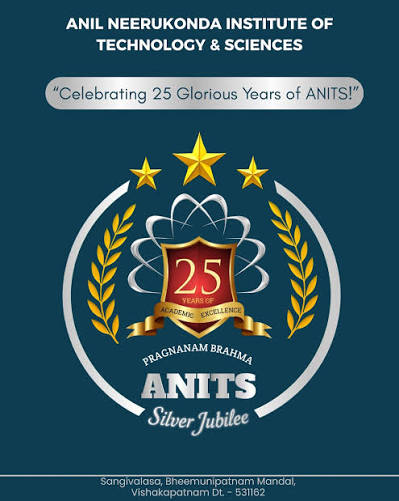 ANIL NEERUKONDA INSTITUTE OF
TECHNOLOGY & SCIENCES
“Celebrating 25 Glorious Years of ANITS!”
25
YEARS OF
ACADEMIC EXCELLENCE
PRAGNANAM BRAHMA
ANITS
Silver Jubilee
Sangivalasa, Bheemunipatnam Mandal,
Vishakapatnam Dt. - 531162